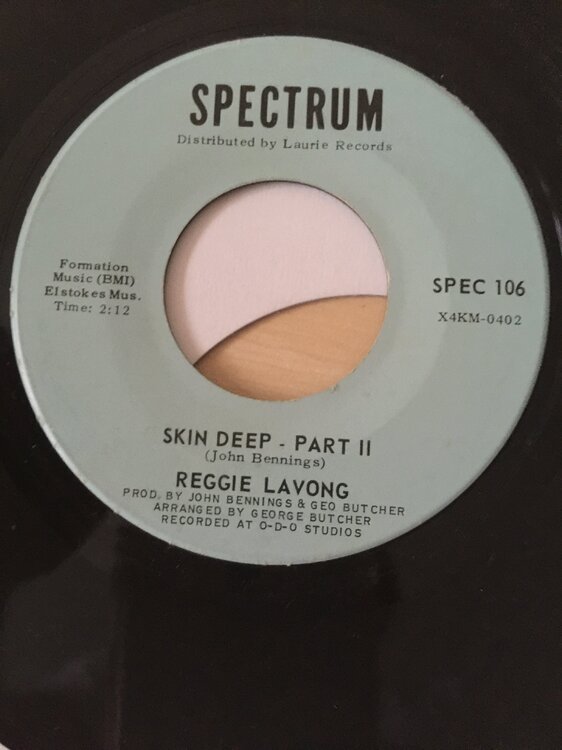 SPECTRUM
Distributed by Laurie Records
Formation
Music (BMI)
Elstokes Mus.
Time: 2:12
SPEC 106
X4KM-0402
SKIN DEEP - PART II
(John Bennings)
REGGIE LAVONG
PROD. BY JOHN BENNINGS & GEO BUTCHER
ARRANGED BY GEORGE BUTCHER
RECORDED AT O-D-O STUDIOS